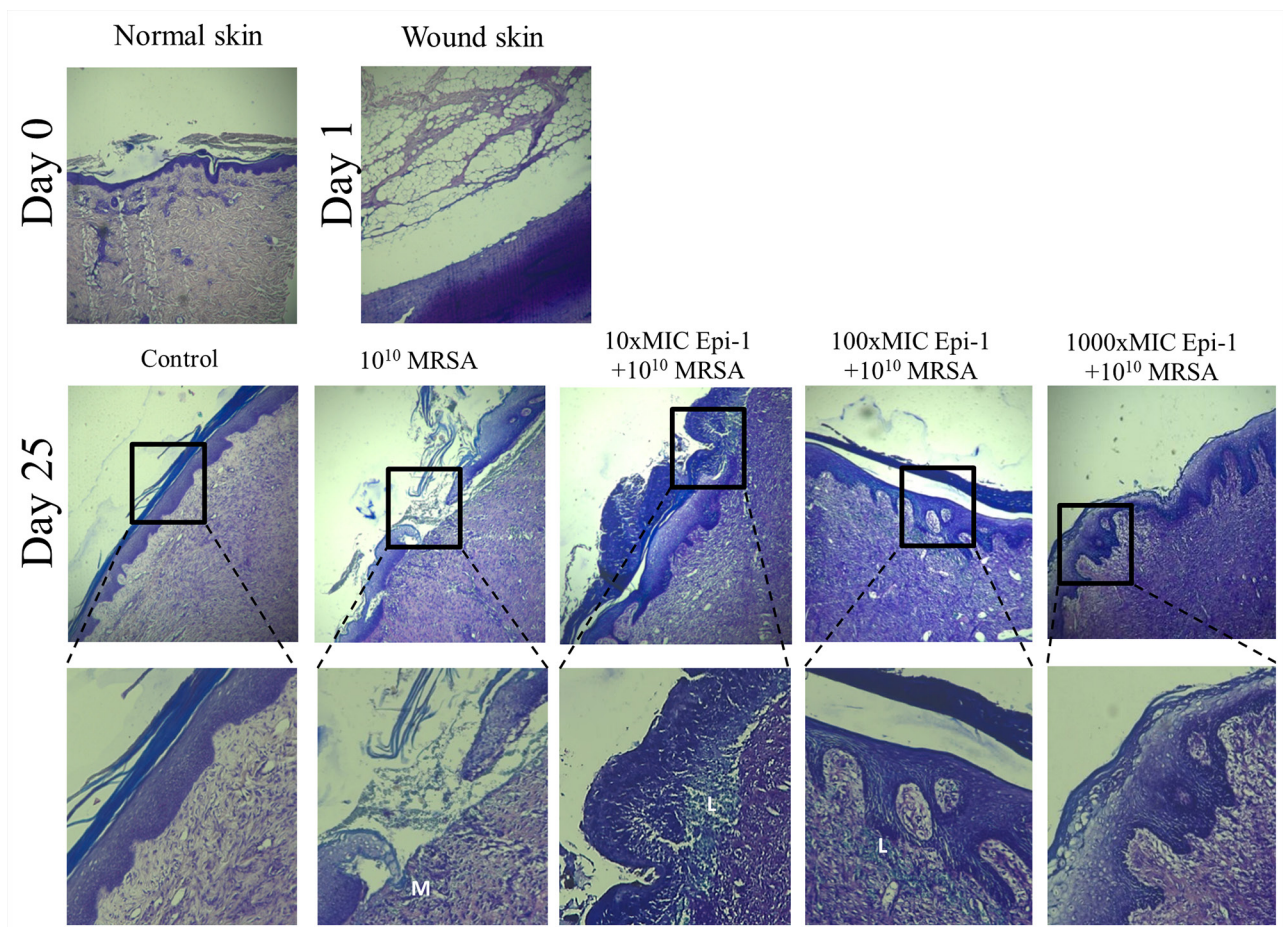 Normal skin
Wound skin
Day 0
Day 1
Control
10¹⁰ MRSA
10xMIC Epi-1
+10¹⁰ MRSA
100xMIC Epi-1
+10¹⁰ MRSA
1000xMIC Epi-1
+10¹⁰ MRSA
Day 25
M
L
L